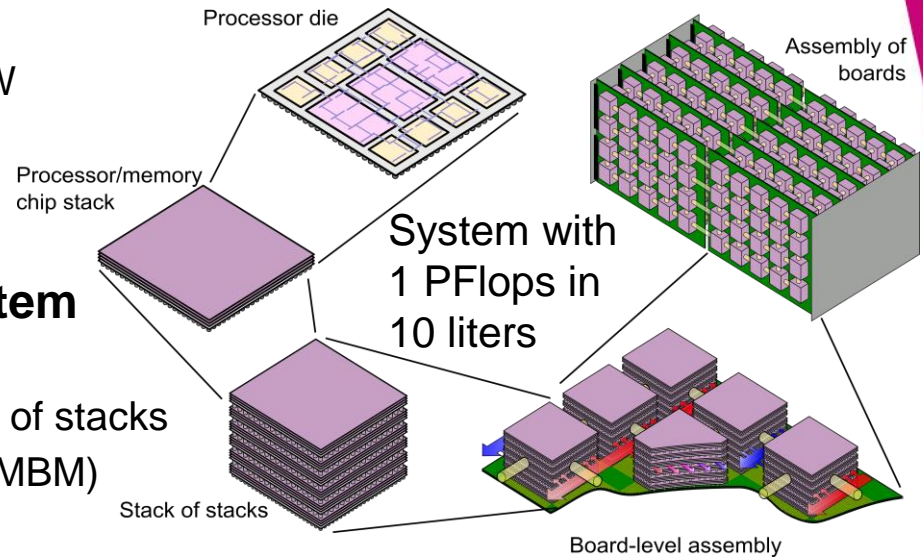 Processor die
Assembly of
boards
Processor/memory
chip stack
System with
1 PFlops in
10 liters
of stacks
MBM)
Stack of stacks
Board-level assembly